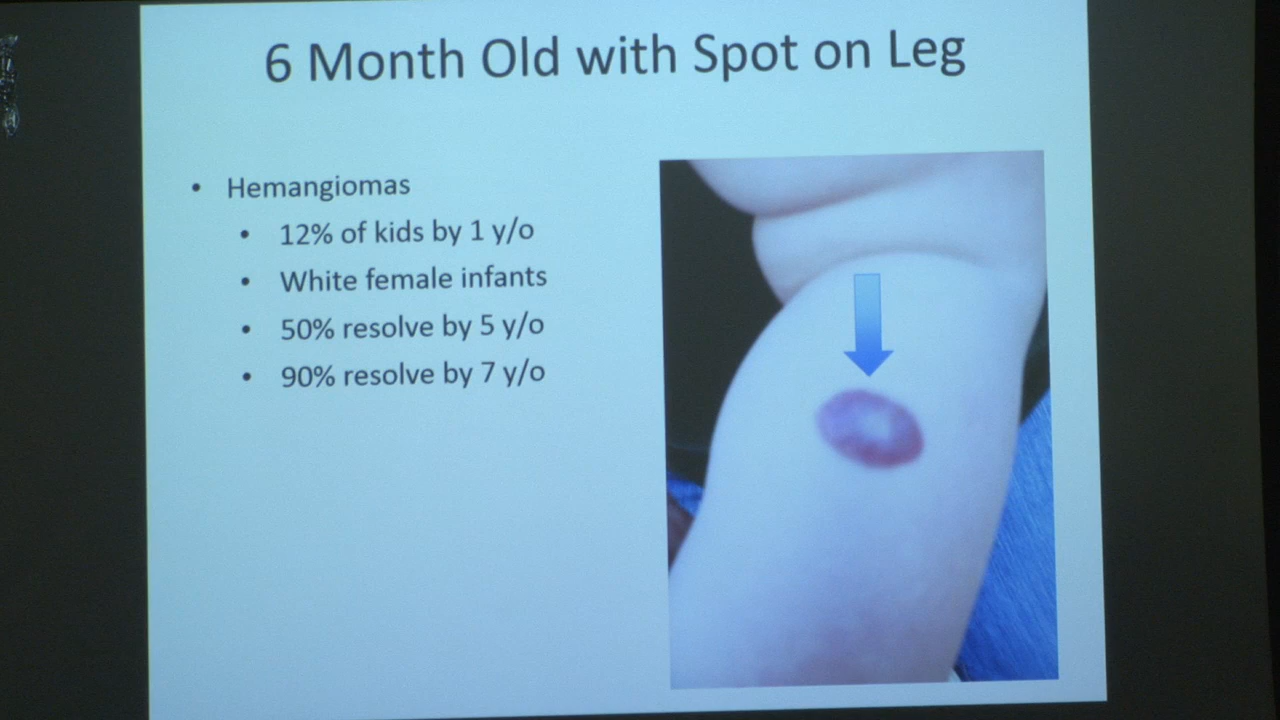 6 Month Old with Spot on Leg
• Hemangiomas
• 12% of kids by 1 y/o
• White female infants
• 50% resolve by 5 y/o
• 90% resolve by 7 y/o